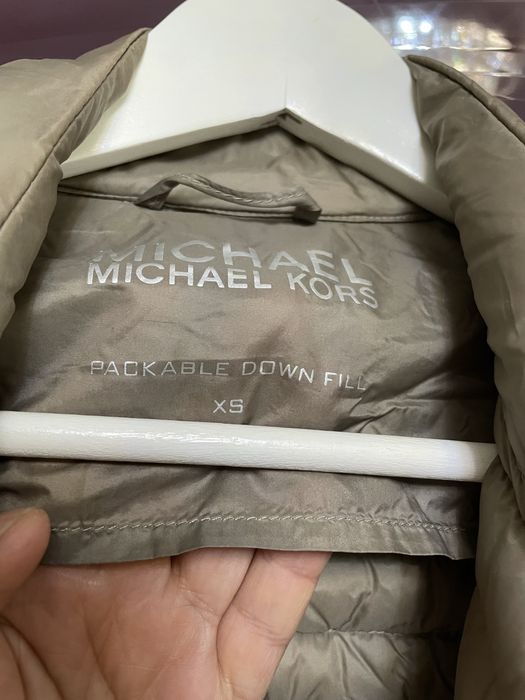 MICHAEL
MICHAEL KORS
PACKABLE DOWN FILL
XS